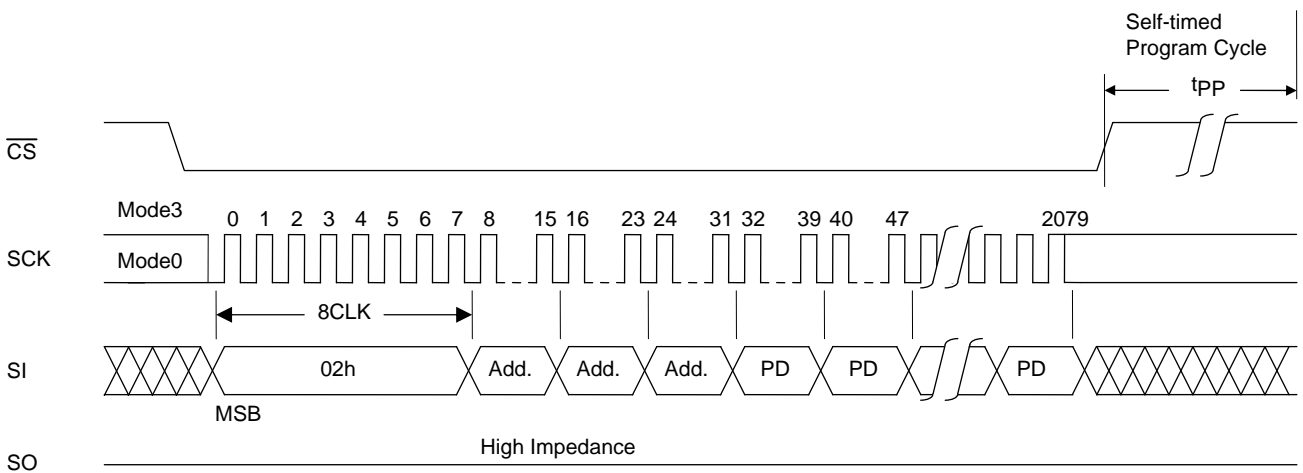 Self-timed
Program Cycle
tPP
CS
Mode3
0 1 2 3 4 5 6 7 8 15 16 23 24 31 32 39 40 47 2079
SCK
Mode0
8CLK
SI
02h Add. Add. Add. PD PD PD
MSB
High Impedance
SO